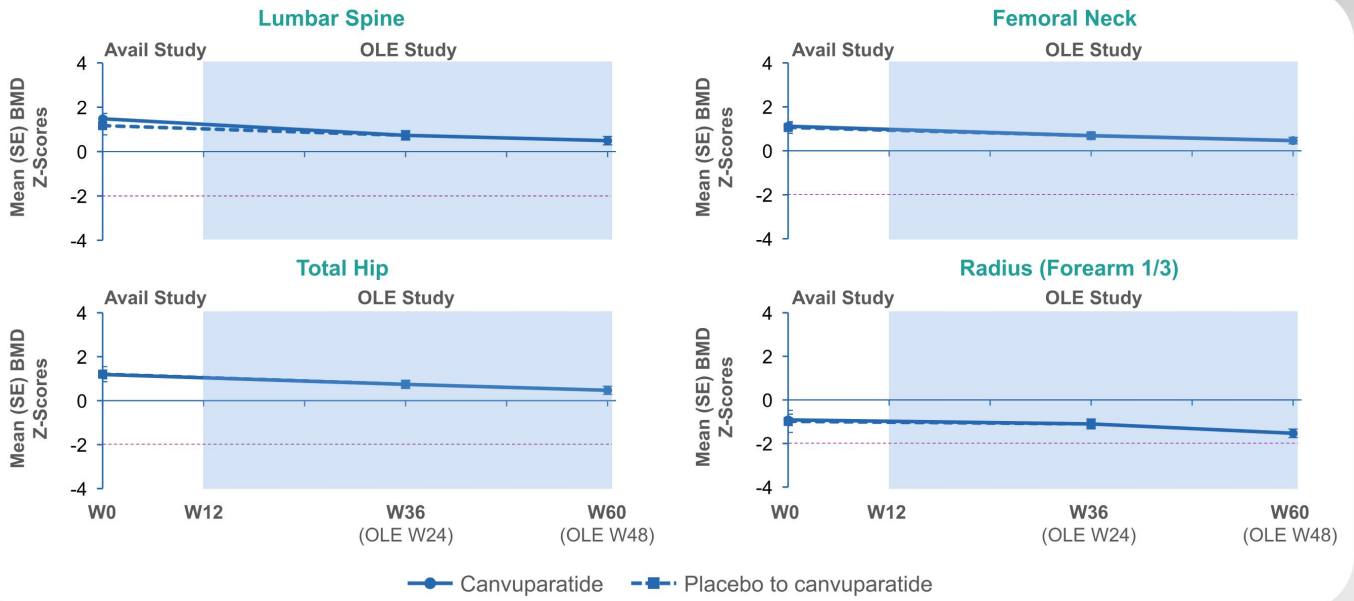 Lumbar Spine
Avail Study OLE Study
Mean (SE) BMD
Z-Scores
4
2
0
-2
-4
Femoral Neck
Avail Study OLE Study
Mean (SE) BMD
Z-Scores
4
2
0
-2
-4
Total Hip
Avail Study OLE Study
Mean (SE) BMD
Z-Scores
4
2
0
-2
-4
W0 W12 W36 W60
(OLE W24) (OLE W48)
Radius (Forearm 1/3)
Avail Study OLE Study
Mean (SE) BMD
Z-Scores
4
2
0
-2
-4
W0 W12 W36 W60
(OLE W24) (OLE W48)
Canvuparatide Placebo to canvuparatide